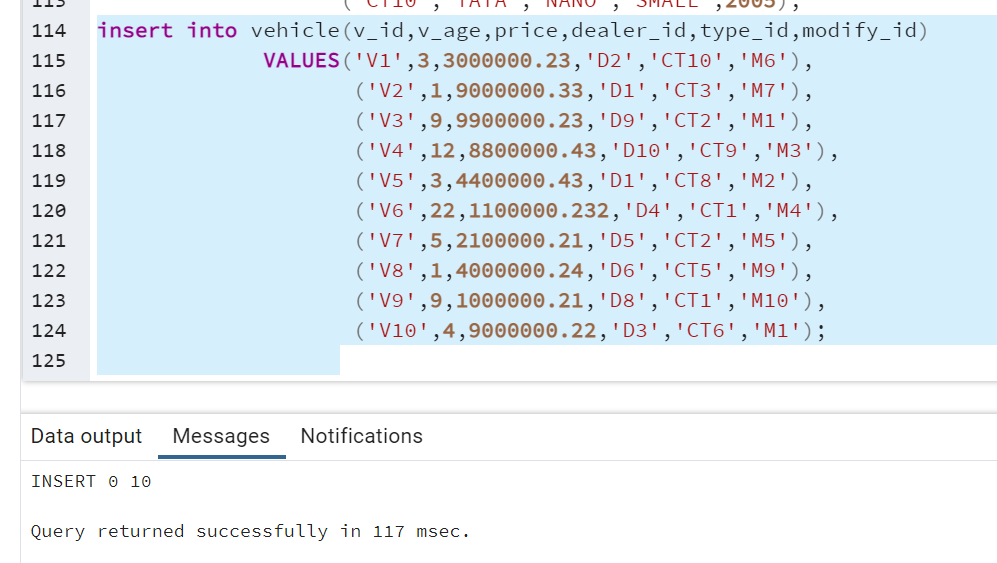 113 ('CT10','TATA','NANO','SMALL',2005);
114 insert into vehicle(v_id,v_age,price,dealer_id,type_id,modify_id)
115 VALUES('V1',3,3000000.23,'D2','CT10','M6'),
116 ('V2',1,9000000.33,'D1','CT3','M7'),
117 ('V3',9,9900000.23,'D9','CT2','M1'),
118 ('V4',12,8800000.43,'D10','CT9','M3'),
119 ('V5',3,4400000.43,'D1','CT8','M2'),
120 ('V6',22,1100000.232,'D4','CT1','M4'),
121 ('V7',5,2100000.21,'D5','CT2','M5'),
122 ('V8',1,4000000.24,'D6','CT5','M9'),
123 ('V9',9,1000000.21,'D8','CT1','M10'),
124 ('V10',4,9000000.22,'D3','CT6','M1');
125
Data output Messages Notifications
INSERT 0 10
Query returned successfully in 117 msec.